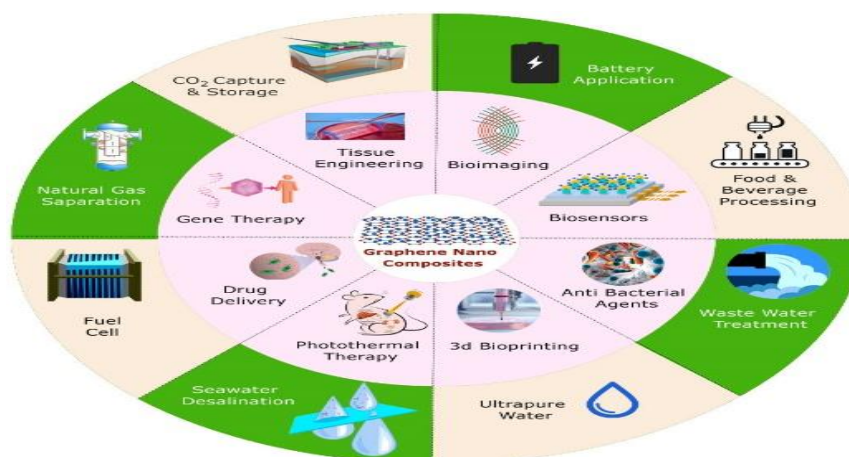 CO₂ Capture
& Storage
Battery
Application
Food &
Beverage
Processing
Waste Water
Treatment
Ultrapure
Water
Seawater
Desalination
Fuel
Cell
Natural Gas
Saparation
Tissue
Engineering
Bioimaging
Biosensors
Anti Bacterial
Agents
3d Bioprinting
Photothermal
Therapy
Drug
Delivery
Gene Therapy
Graphene Nano
Composites